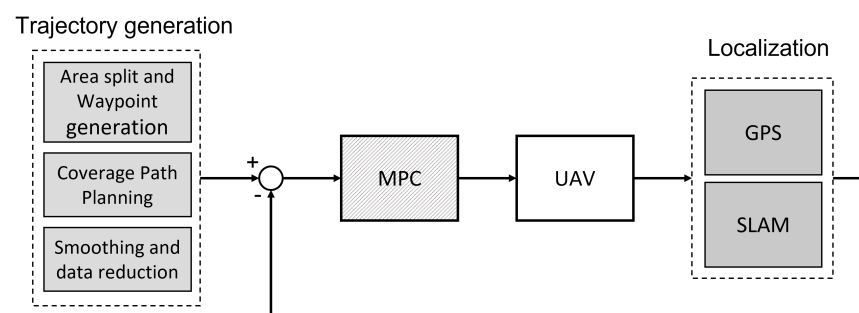 Trajectory generation
Area split and
Waypoint
generation
Coverage Path
Planning
Smoothing and
data reduction
+
-
MPC
UAV
Localization
GPS
SLAM